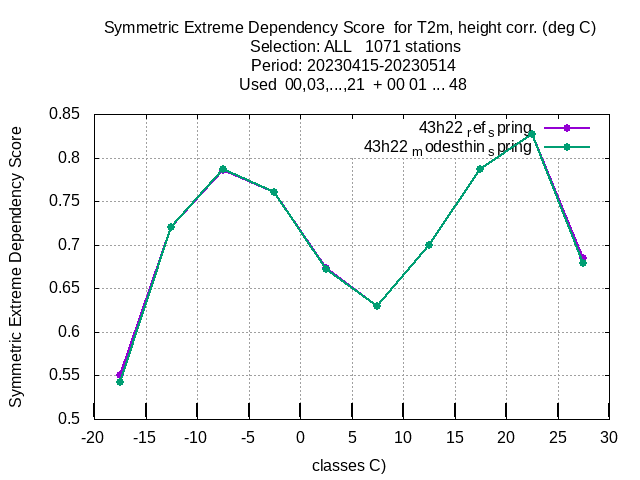 Symmetric Extreme Dependency Score  for T2m, height corr. (deg C)
Selection: ALL   1071 stations
Period: 20230415-20230514
Used  00,03,...,21  + 00 01 ... 48
Symmetric Extreme Dependency Score
0.85
0.8
0.75
0.7
0.65
0.6
0.55
0.5
43h22 ref spring
43h22 modesthin spring
-20 -15 -10 -5 0 5 10 15 20 25 30
classes C)